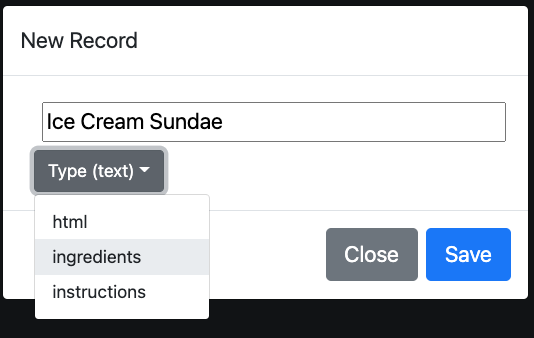 New Record
Ice Cream Sundae
Type (text)
html
ingredients
instructions
Close Save